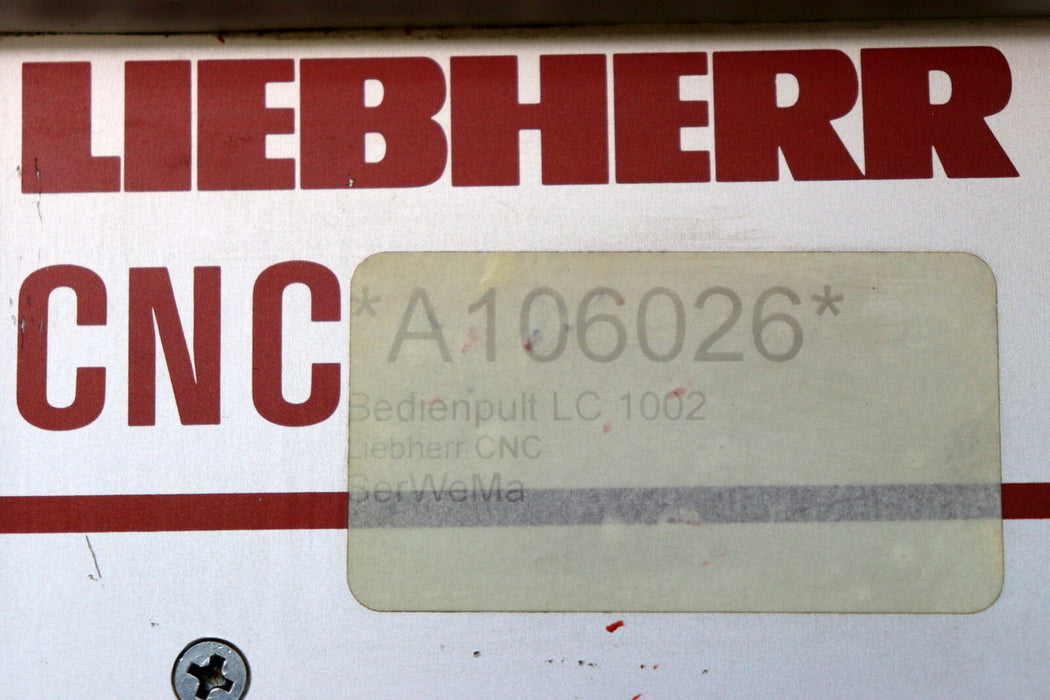 LIEBHERR
CNC
*A106026*
Bedienpult LC 1002
Liebherr CNC
SerWeMa